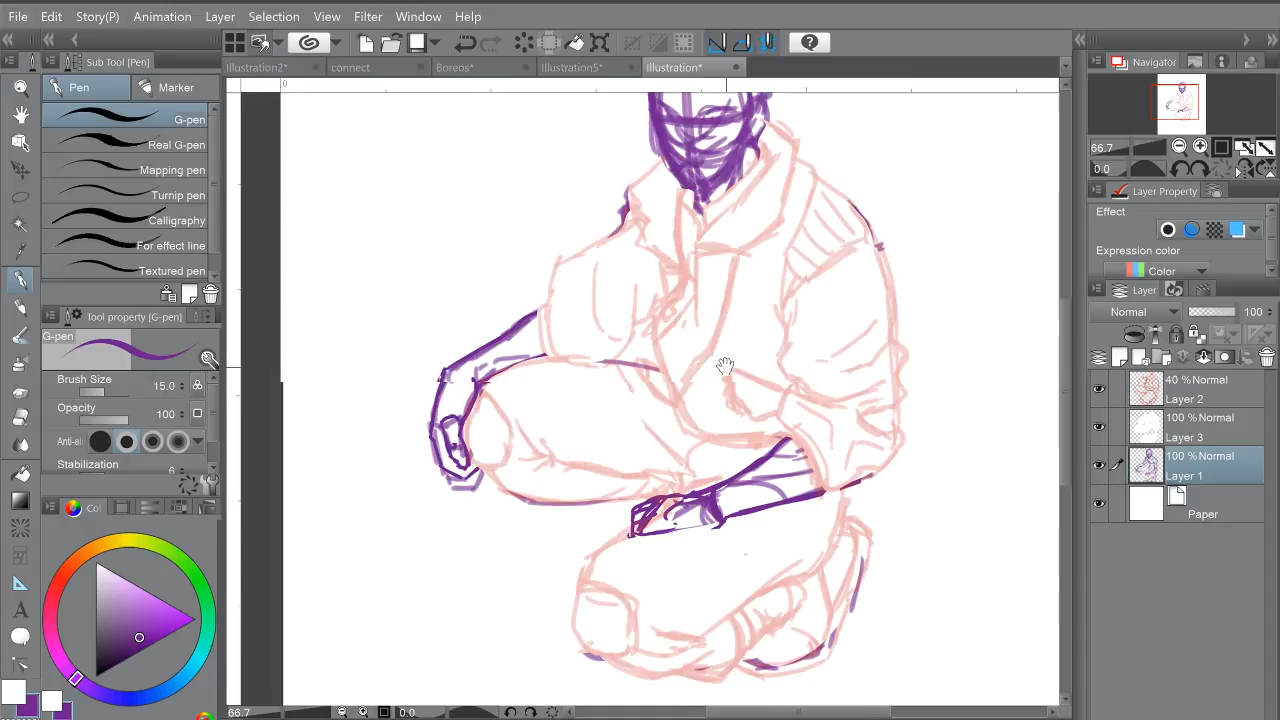 File Edit Story(P) Animation Layer Selection View Filter Window Help
Sub Tool [Pen]
Pen Marker
G-pen
Real G-pen
Mapping pen
Turnip pen
Calligraphy
For effect line
Textured pen
Tool property [G-pen]
G-pen
Brush Size 15.0
Opacity 100
Anti-ali
Stabilization 6
Illustration2* connect Boreos* Illustration5* Illustration*
0
66.7 0.0
Navigator
66.7
0.0
Layer Property
Effect
Expression color
Color
Layer
Normal 100
40 % Normal
Layer 2
100 % Normal
Layer 3
100 % Normal
Layer 1
Paper